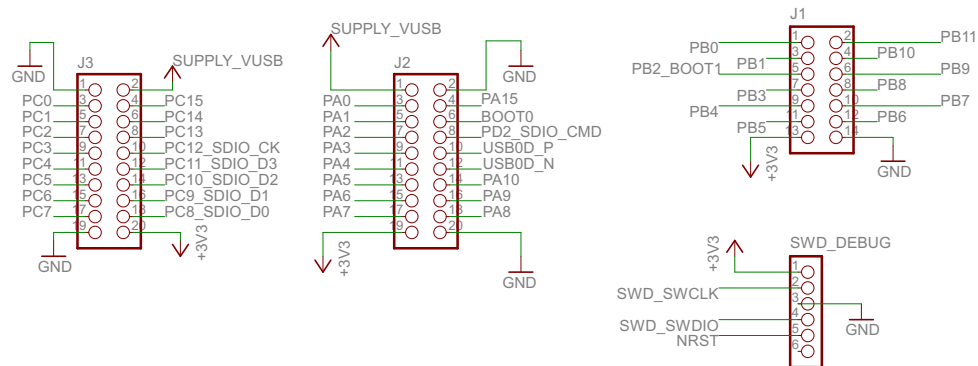 J3
GND
SUPPLY_VUSB
1 2
PC0 3 4 PC15
PC1 5 6 PC14
PC2 7 8 PC13
PC3 9 10 PC12_SDIO_CK
PC4 11 12 PC11_SDIO_D3
PC5 13 14 PC10_SDIO_D2
PC6 15 16 PC9_SDIO_D1
PC7 17 18 PC8_SDIO_D0
19 20
GND
+3V3
SUPPLY_VUSB
J2
GND
1 2
PA0 3 4 PA15
PA1 5 6 BOOT0
PA2 7 8 PD2_SDIO_CMD
PA3 9 10 USB0D_P
PA4 11 12 USB0D_N
PA5 13 14 PA10
PA6 15 16 PA9
PA7 17 18 PA8
19 20
+3V3
GND
J1
PB0 1 2 PB11
PB1 3 4 PB10
PB2_BOOT1 5 6 PB9
PB3 7 8 PB8
PB4 9 10 PB7
PB5 11 12 PB6
13 14
+3V3
GND
SWD_DEBUG
+3V3
1
SWD_SWCLK 2
3
GND
SWD_SWDIO 4
NRST 5
6